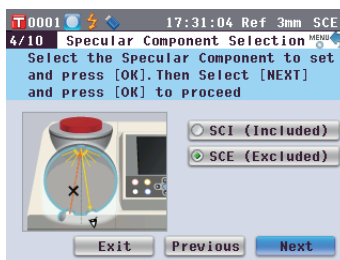 T0001 17:31:04 Ref 3mm SCE
4/10 Specular Component Selection MENU
Select the Specular Component to set
and press [OK].Then Select [NEXT]
and press [OK] to proceed
SCI (Included)
SCE (Excluded)
Exit Previous Next